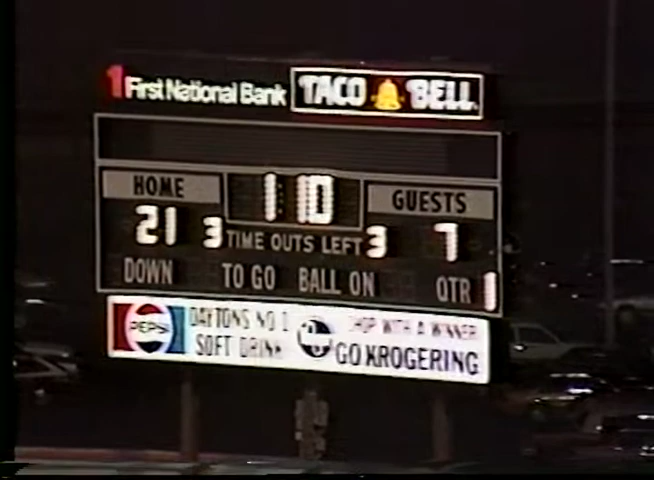 1 First National Bank TACO BELL
HOME 1:10 GUESTS
21 3 TIME OUTS LEFT 3 7
DOWN TO GO BALL ON QTR 1
PEPSI DAYTONS NO 1 SHOP WITH A WINNER
SOFT DRINK GO KROGERING